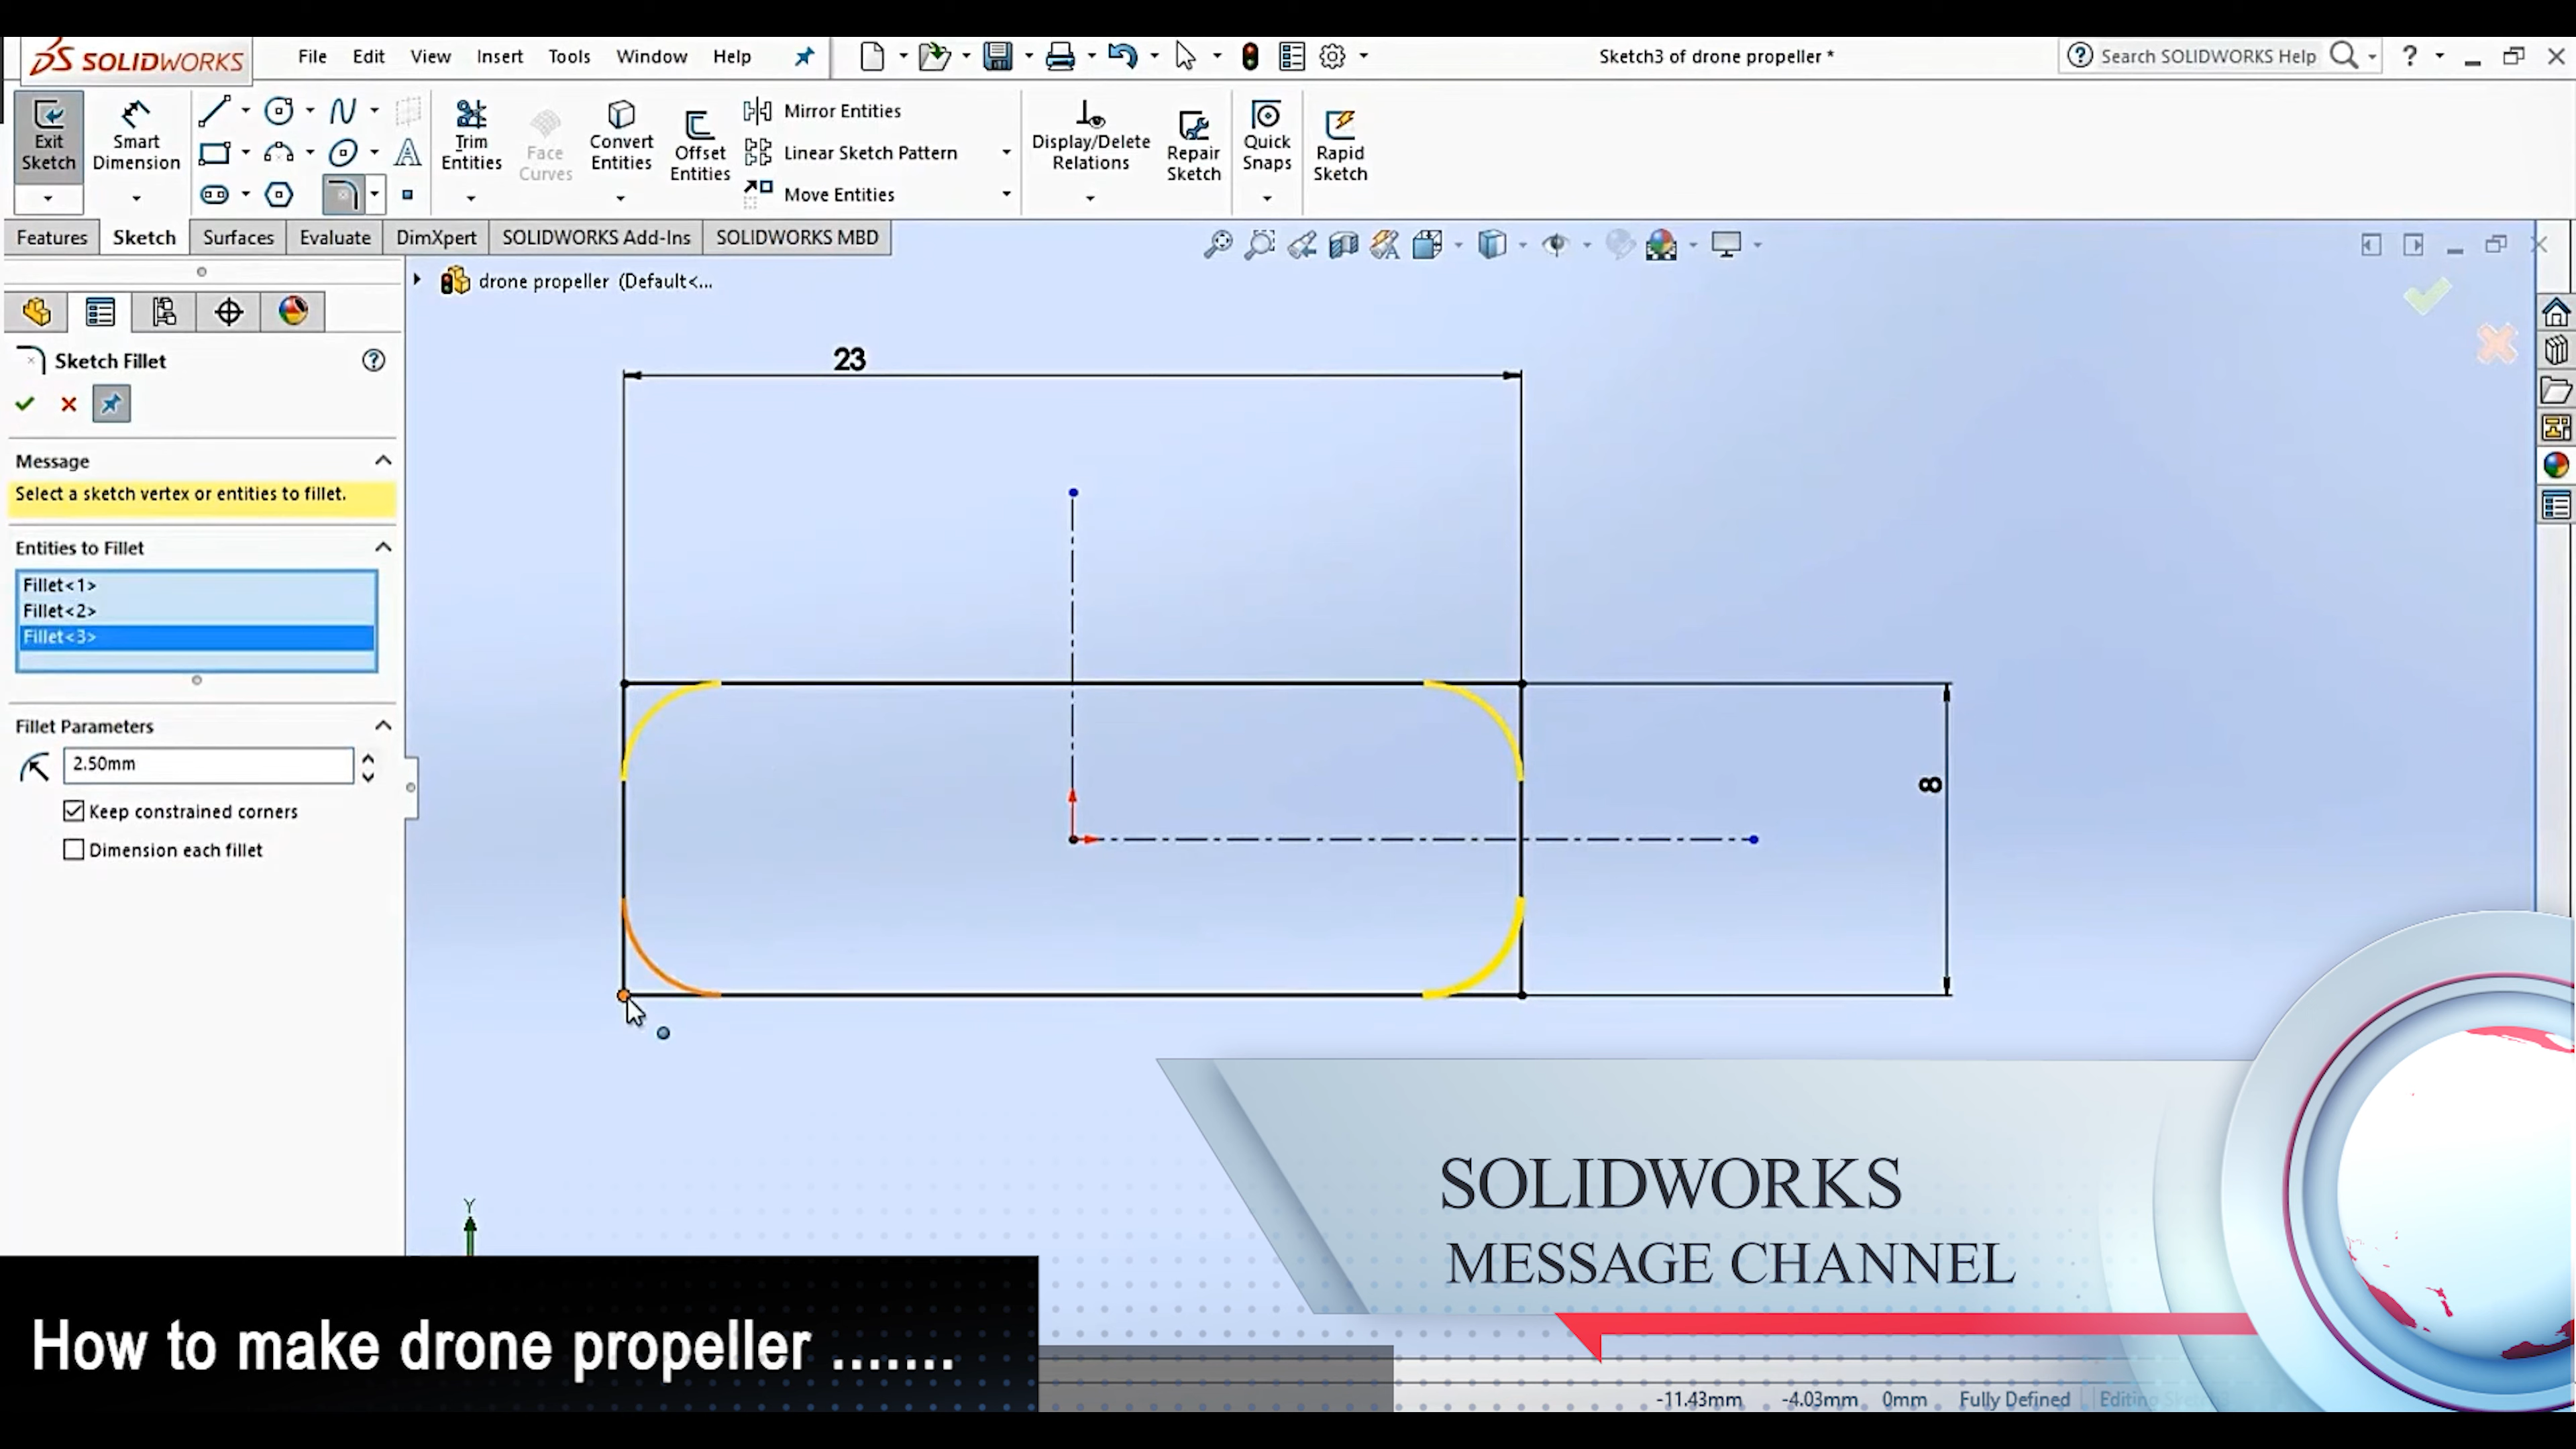 SOLIDWORKS
File Edit View Insert Tools Window Help
Sketch3 of drone propeller *
Search SOLIDWORKS Help
Exit Sketch
Smart Dimension
Trim Entities
Face Curves
Convert Entities
Offset Entities
Mirror Entities
Linear Sketch Pattern
Move Entities
Display/Delete Relations
Repair Sketch
Quick Snaps
Rapid Sketch
Features Sketch Surfaces Evaluate DimXpert SOLIDWORKS Add-Ins SOLIDWORKS MBD
drone propeller (Default<...
Sketch Fillet
Message
Select a sketch vertex or entities to fillet.
Entities to Fillet
Fillet<1>
Fillet<2>
Fillet<3>
Fillet Parameters
2.50mm
Keep constrained corners
Dimension each fillet
23
8
Y
SOLIDWORKS
MESSAGE CHANNEL
How to make drone propeller .......
-11.43mm -4.03mm 0mm Fully Defined Editing